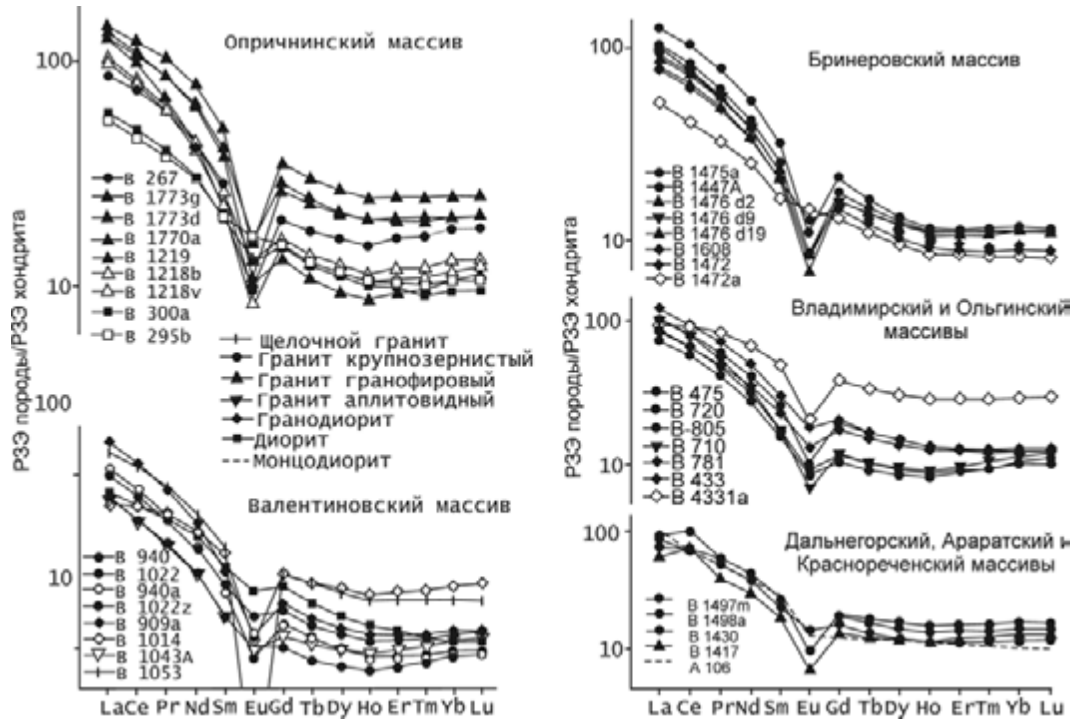 РЗЭ породы/РЗЭ хондрита
100
10
Опричнинский массив
В 267
В 1773g
В 1773d
В 1770a
В 1219
В 1218b
В 1218v
В 300a
В 295b
Щелочной гранит
Гранит крупнозернистый
Гранит гранофировый
Гранит аплитовидный
Гранодиорит
Диорит
Монцодиорит
100
10
Валентиновский массив
В 940
В 1022
В 940a
В 1022z
В 909a
В 1014
В 1043A
В 1053
La Ce Pr Nd Sm Eu Gd Tb Dy Ho Er Tm Yb Lu
РЗЭ породы/РЗЭ хондрита
100
10
Бринеровский массив
В 1475a
В 1447A
В 1476 d2
В 1476 d9
В 1476 d19
В 1608
В 1472
В 1472a
100
10
Владимирский и Ольгинский
массивы
В 475
В 720
В-805
В 710
В 781
В 433
В 4331a
100
10
Дальнегорский, Араратский и
Краснореченский массивы
В 1497m
В 1498a
В 1430
В 1417
А 106
La Ce Pr Nd Sm Eu Gd Tb Dy Ho Er Tm Yb Lu